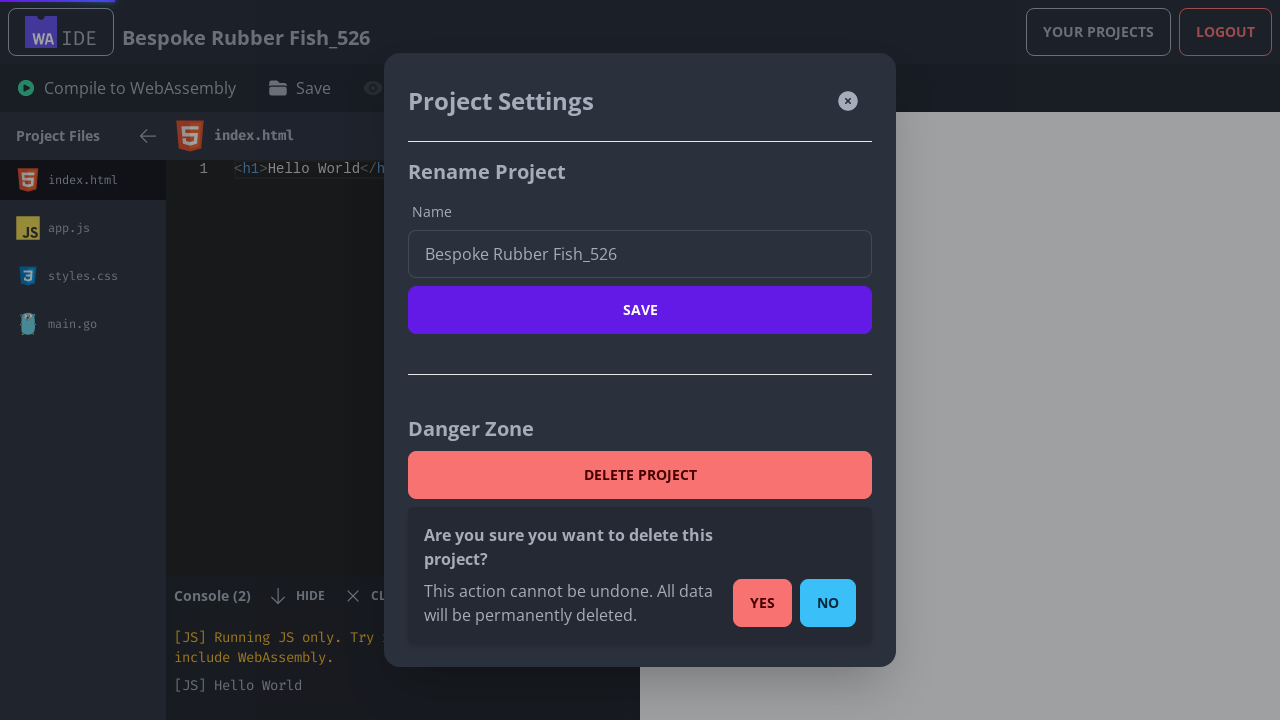 WA IDE
Bespoke Rubber Fish_526
YOUR PROJECTS
LOGOUT
Compile to WebAssembly
Save
Project Files
index.html
app.js
styles.css
main.go
index.html
1
<h1>Hello World</h
Console (2)
HIDE
CL
[JS] Running JS only. Try
include WebAssembly.
[JS] Hello World
Project Settings
Rename Project
Name
Bespoke Rubber Fish_526
SAVE
Danger Zone
DELETE PROJECT
Are you sure you want to delete this
project?
This action cannot be undone. All data
will be permanently deleted.
YES
NO